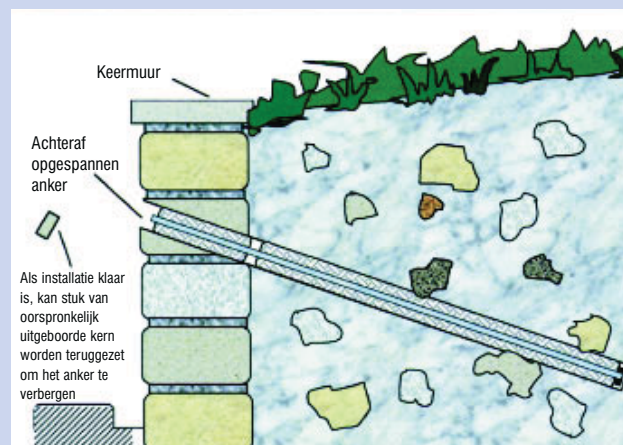 Keermuur
Achteraf
opgespannen
anker
Als installatie klaar
is, kan stuk van
oorspronkelijk
uitgeboorde kern
worden teruggezet
om het anker te
verbergen